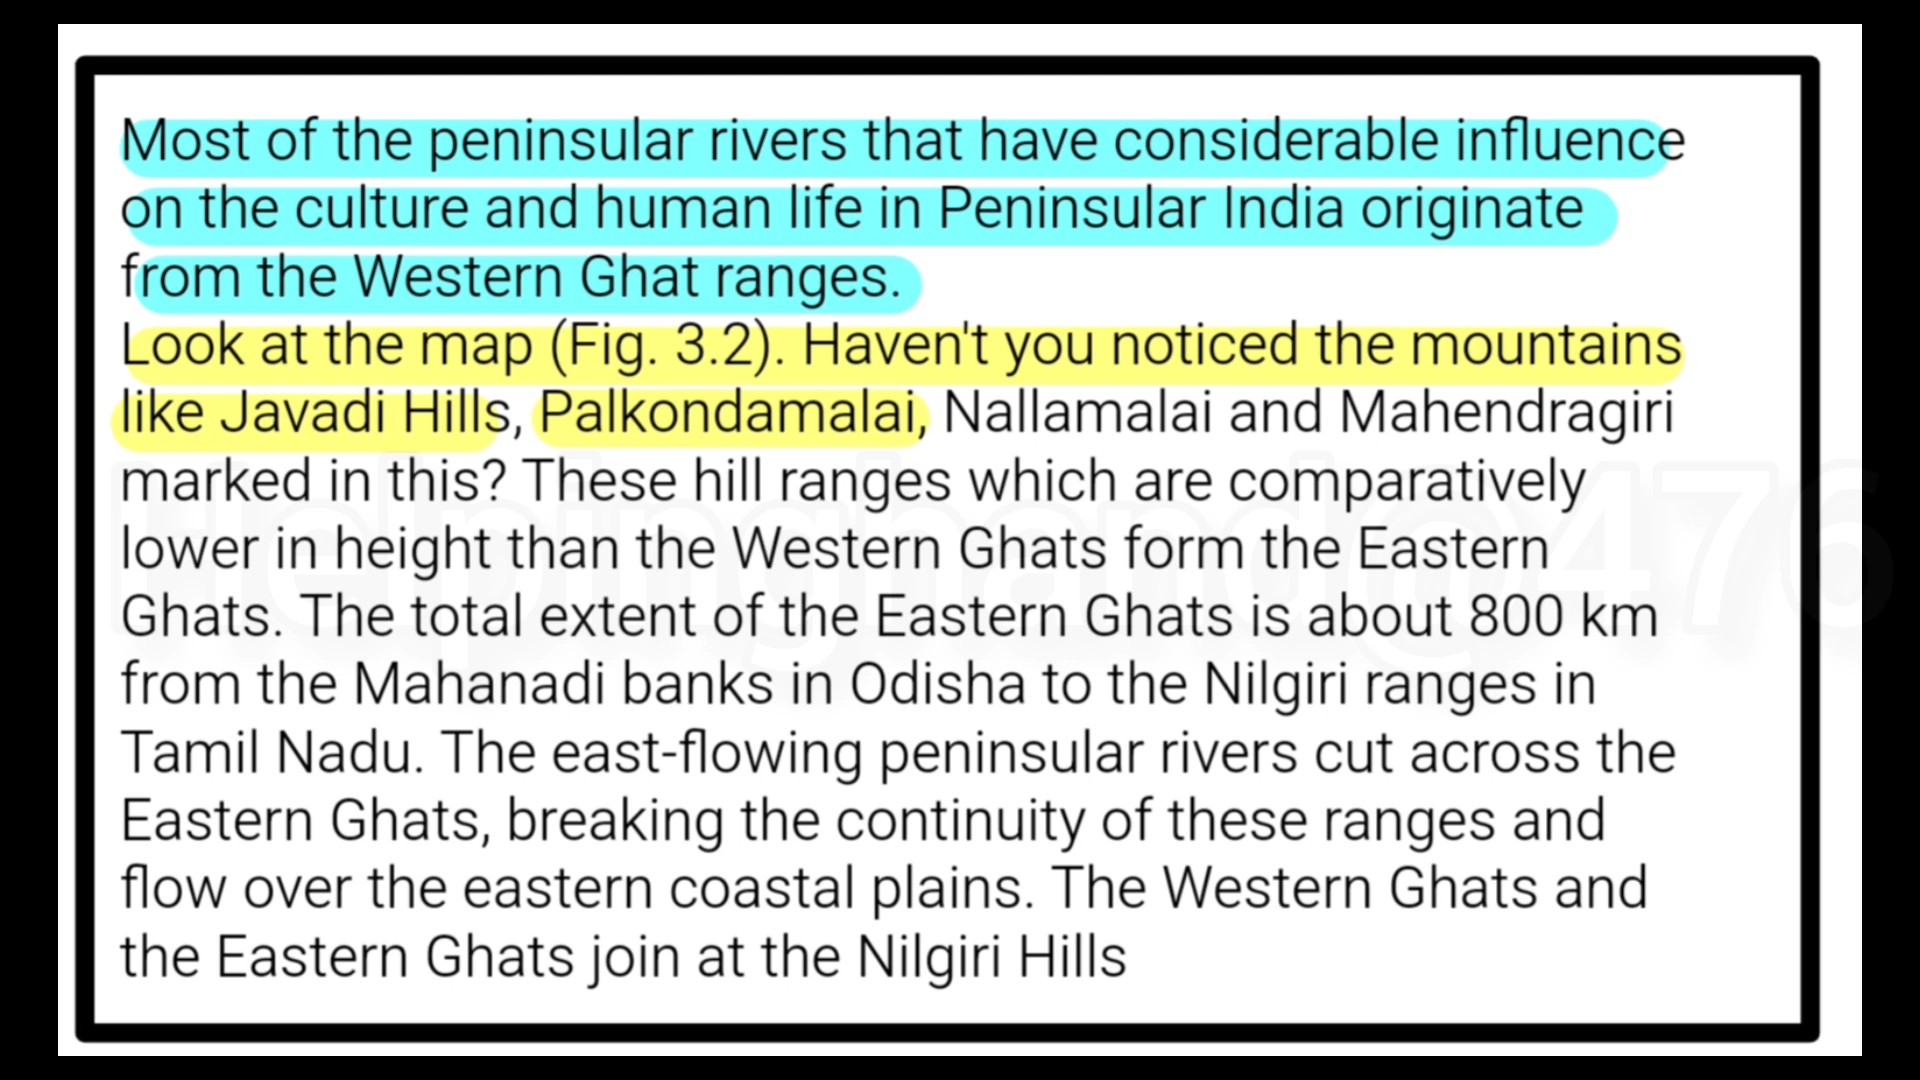 Most of the peninsular rivers that have considerable influence
on the culture and human life in Peninsular India originate
from the Western Ghat ranges.
Look at the map (Fig. 3.2). Haven't you noticed the mountains
like Javadi Hills, Palkondamalai, Nallamalai and Mahendragiri
marked in this? These hill ranges which are comparatively
lower in height than the Western Ghats form the Eastern
Ghats. The total extent of the Eastern Ghats is about 800 km
from the Mahanadi banks in Odisha to the Nilgiri ranges in
Tamil Nadu. The east-flowing peninsular rivers cut across the
Eastern Ghats, breaking the continuity of these ranges and
flow over the eastern coastal plains. The Western Ghats and
the Eastern Ghats join at the Nilgiri Hills
Helpinghand@476